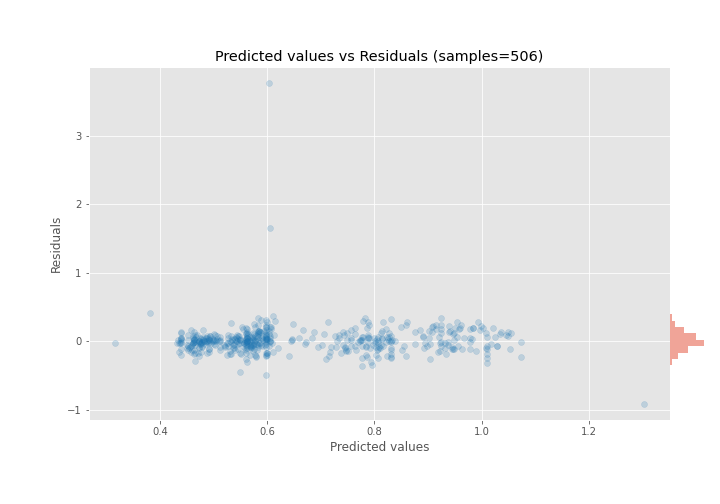 Predicted values vs Residuals (samples=506)
Residuals
3
2
1
0
−1
0.4 0.6 0.8 1.0 1.2
Predicted values